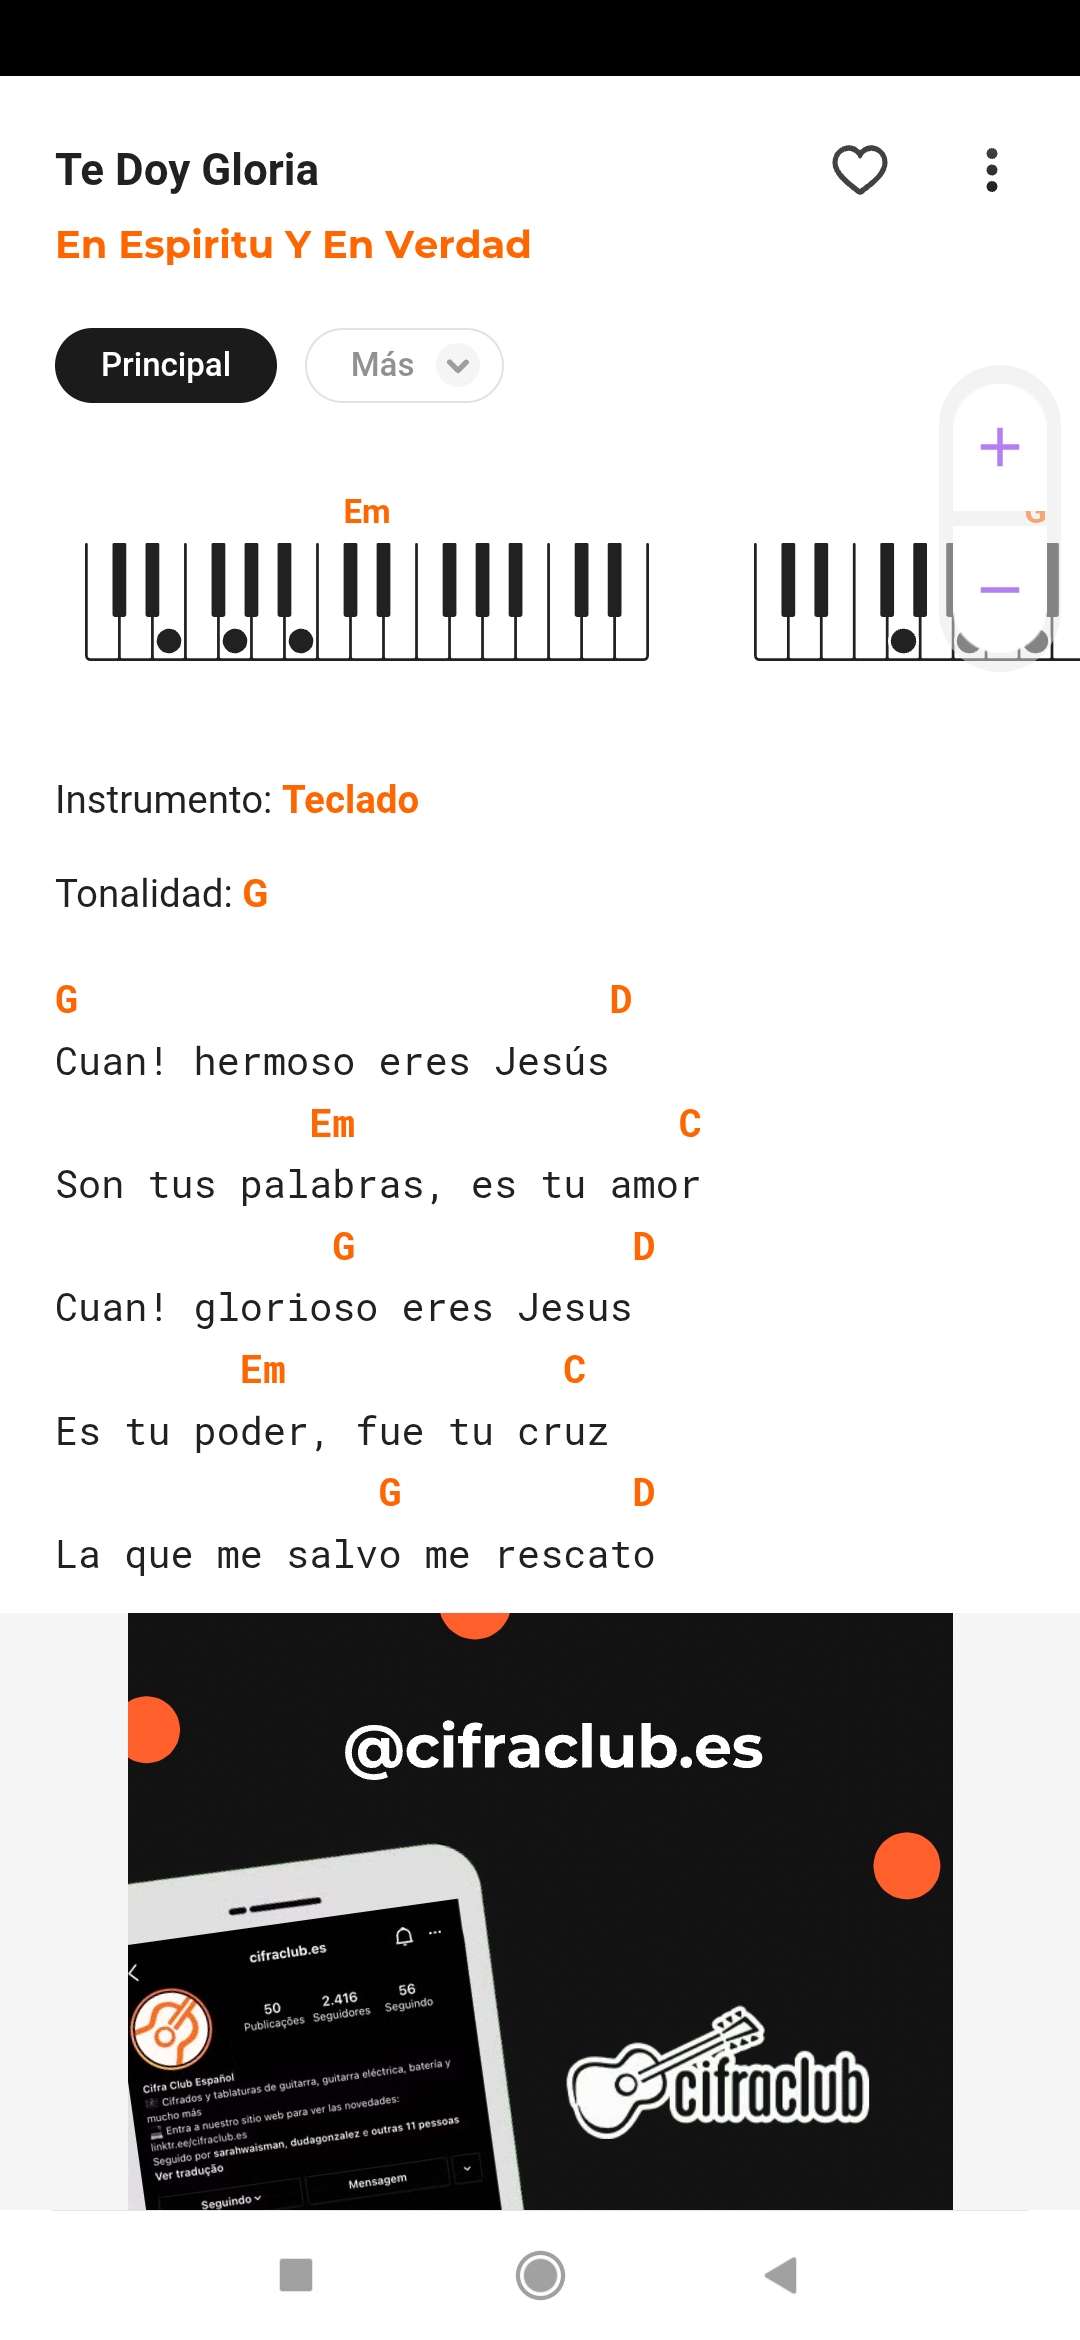 Te Doy Gloria
En Espiritu Y En Verdad
Principal
Más
Em
G
Instrumento: Teclado
Tonalidad: G
G D
Cuan! hermoso eres Jesús
Em C
Son tus palabras, es tu amor
G D
Cuan! glorioso eres Jesus
Em C
Es tu poder, fue tu cruz
G D
La que me salvo me rescato
@cifraclub.es
cifraclub.es
50 2.416 56
Publicações Seguidores Seguindo
Cifra Club Español
Cifrados y tablaturas de guitarra, guitarra eléctrica, batería y
mucho más
Entra a nuestro sitio web para ver las novedades:
linktr.ee/cifraclub.es
Seguido por sarahwaisman, dudagonzalez e outras 11 pessoas
Ver tradução
Seguindo Mensagem
cifraclub